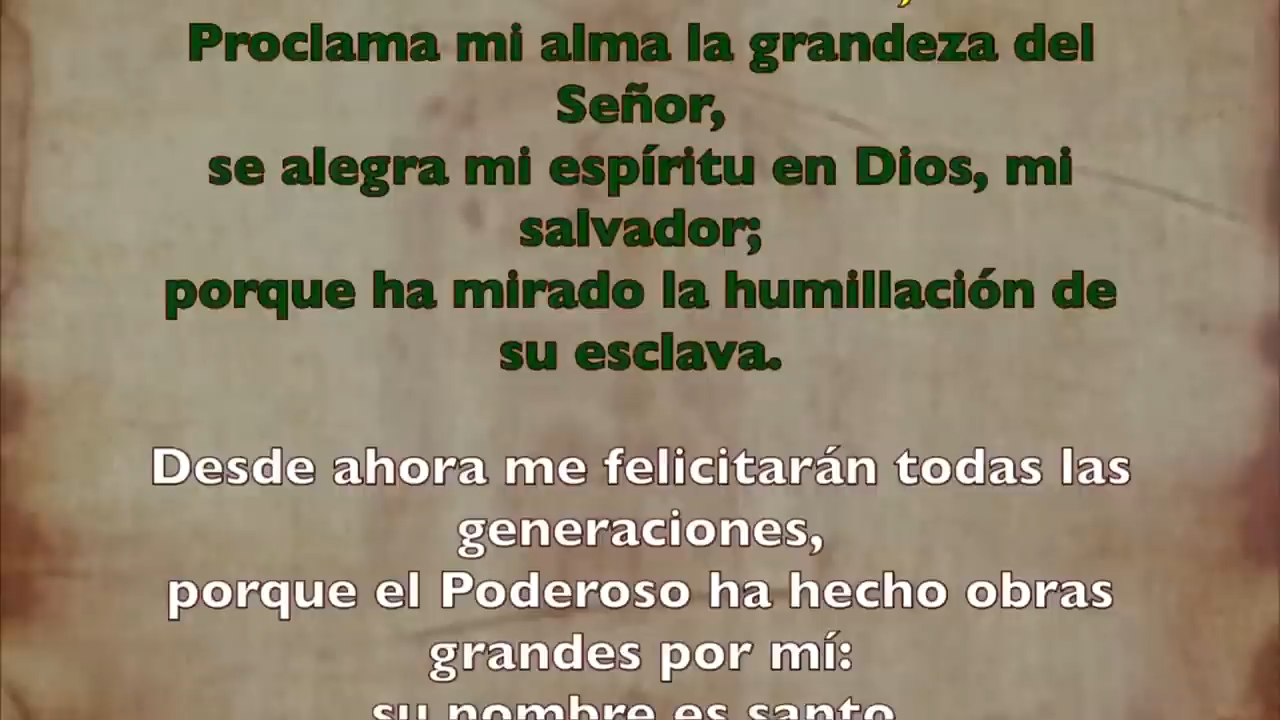 Proclama mi alma la grandeza del
Señor,
se alegra mi espíritu en Dios, mi
salvador;
porque ha mirado la humillación de
su esclava.
Desde ahora me felicitarán todas las
generaciones,
porque el Poderoso ha hecho obras
grandes por mí:
su nombre es santo